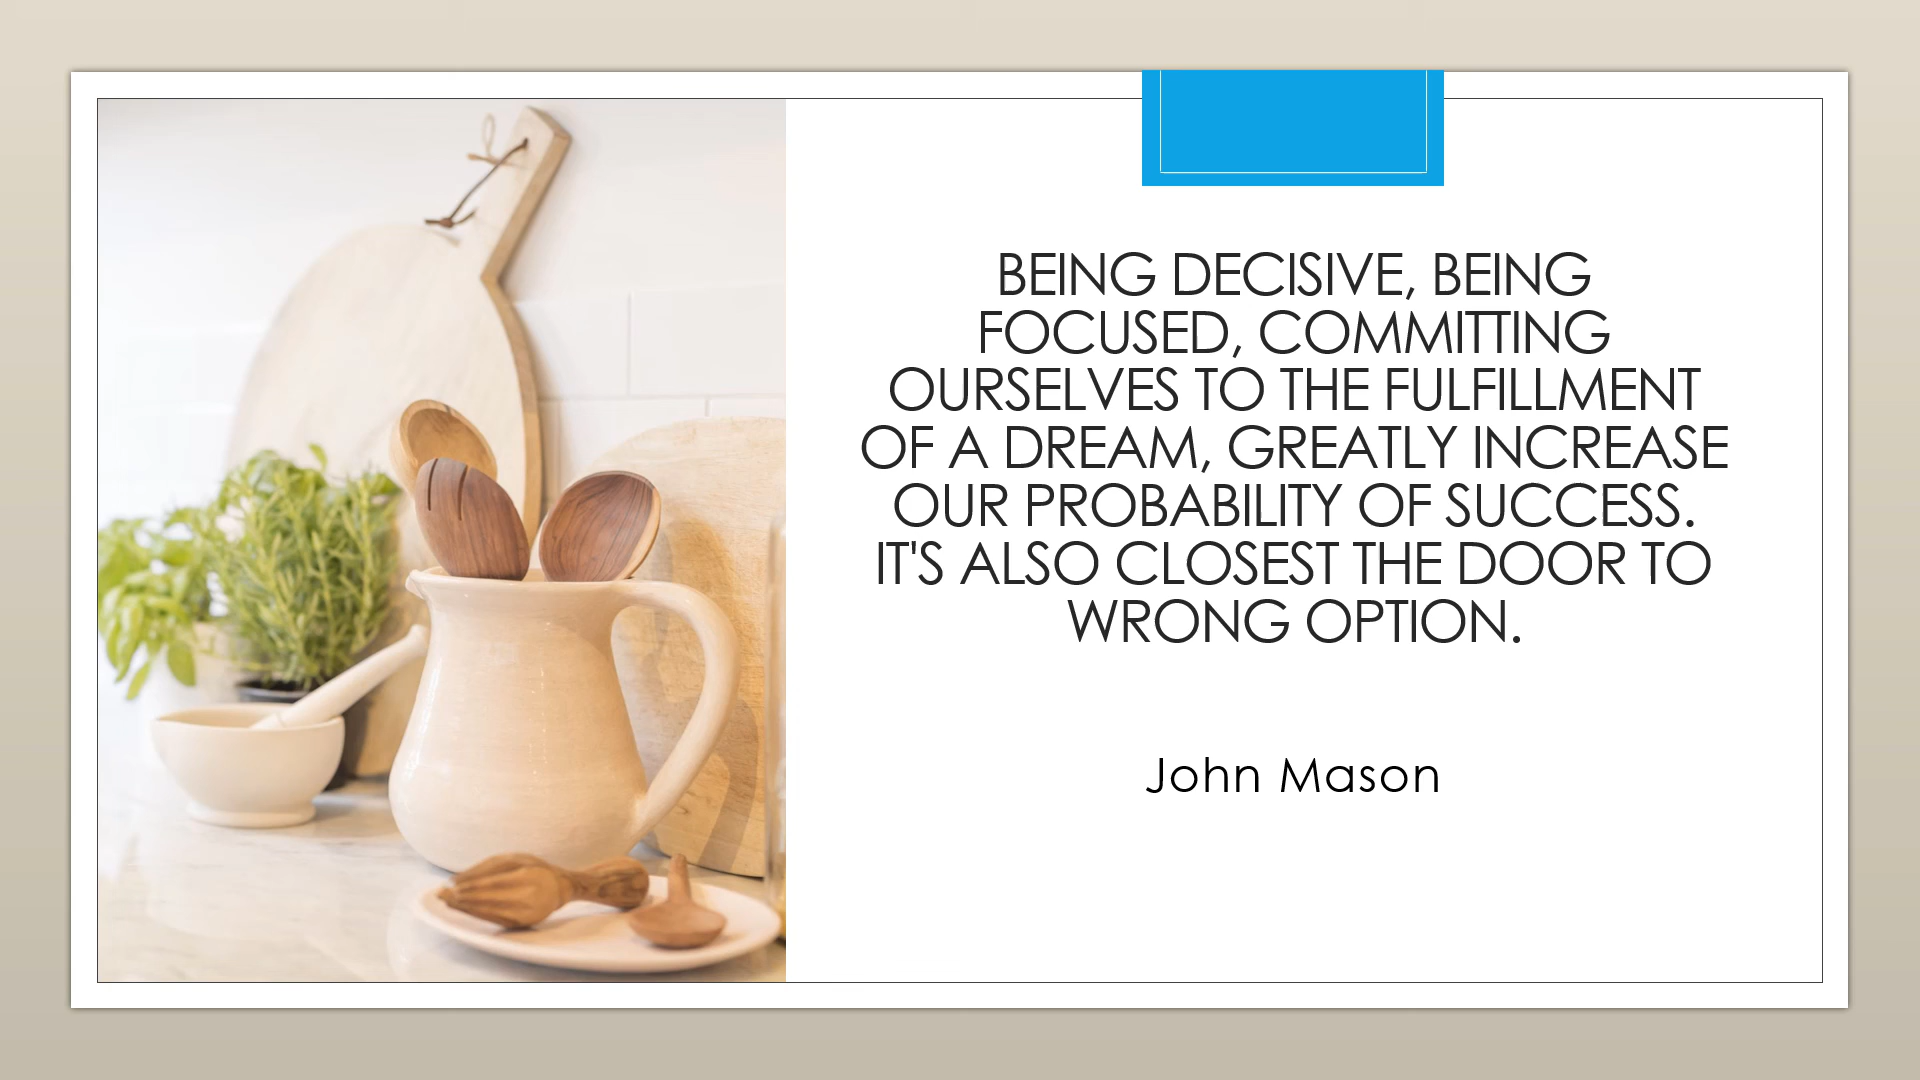 BEING DECISIVE, BEING
FOCUSED, COMMITTING
OURSELVES TO THE FULFILLMENT
OF A DREAM, GREATLY INCREASE
OUR PROBABILITY OF SUCCESS.
IT'S ALSO CLOSEST THE DOOR TO
WRONG OPTION.
John Mason